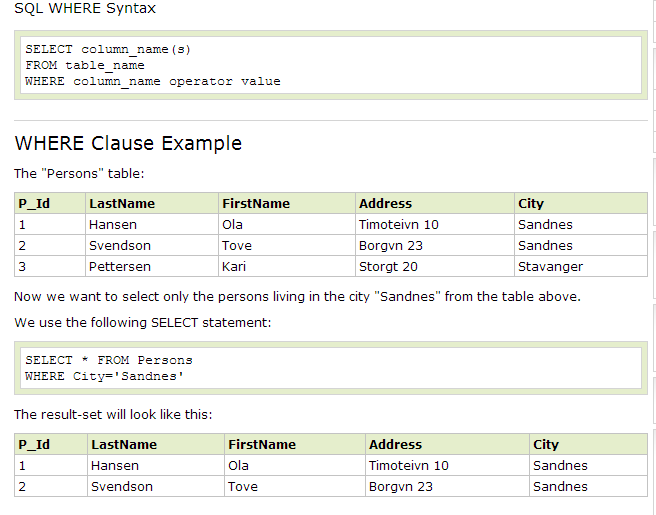 SQL WHERE Syntax
SELECT column_name(s)
FROM table_name
WHERE column_name operator value
WHERE Clause Example
The "Persons" table:
P_Id LastName FirstName Address City
1 Hansen Ola Timoteivn 10 Sandnes
2 Svendson Tove Borgvn 23 Sandnes
3 Pettersen Kari Storgt 20 Stavanger
Now we want to select only the persons living in the city "Sandnes" from the table above.
We use the following SELECT statement:
SELECT * FROM Persons
WHERE City='Sandnes'
The result-set will look like this:
P_Id LastName FirstName Address City
1 Hansen Ola Timoteivn 10 Sandnes
2 Svendson Tove Borgvn 23 Sandnes